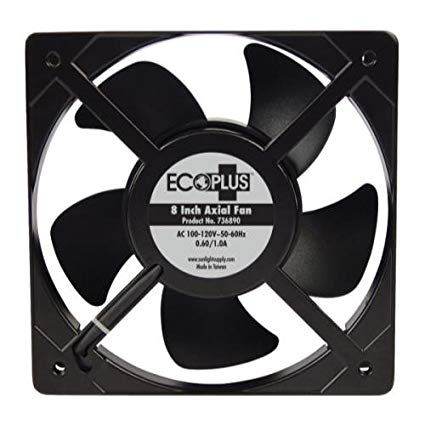 ECOPLUS
8 Inch Axial Fan
Product No. 736890
AC 100-120V~50-60Hz
0.60/1.0A
www.sunlightsupply.com
Made in Taiwan